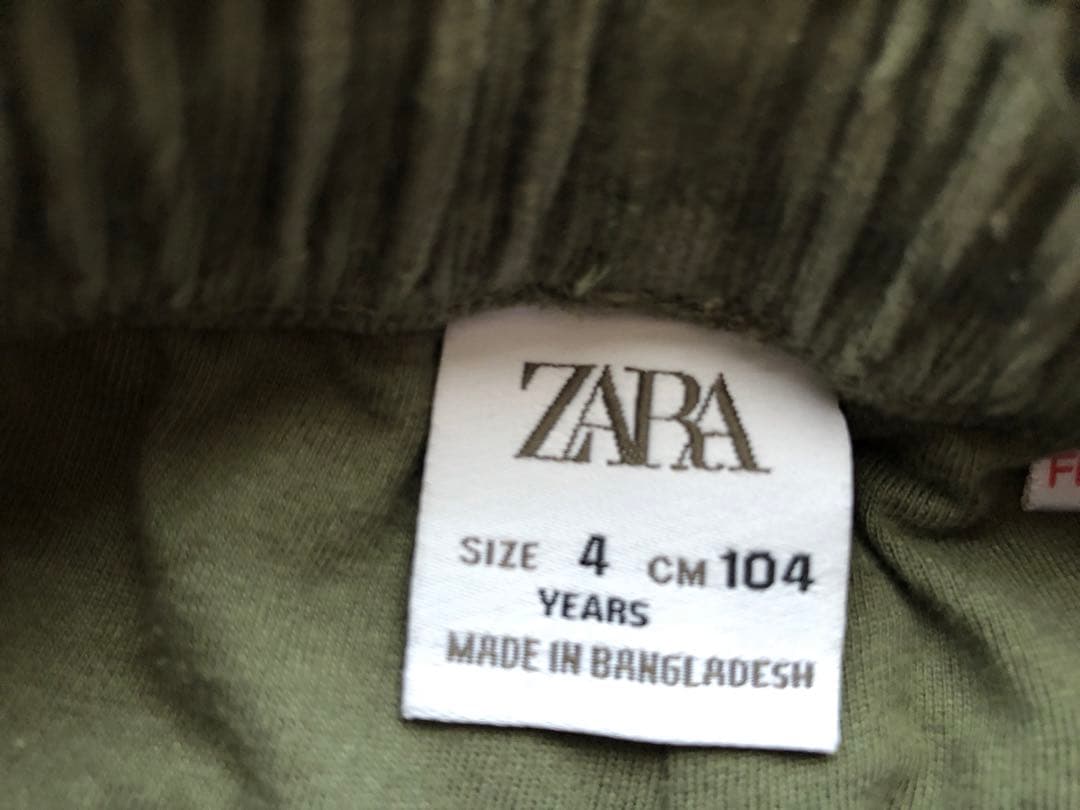 ZARA
SIZE 4 CM 104
YEARS
MADE IN BANGLADESH